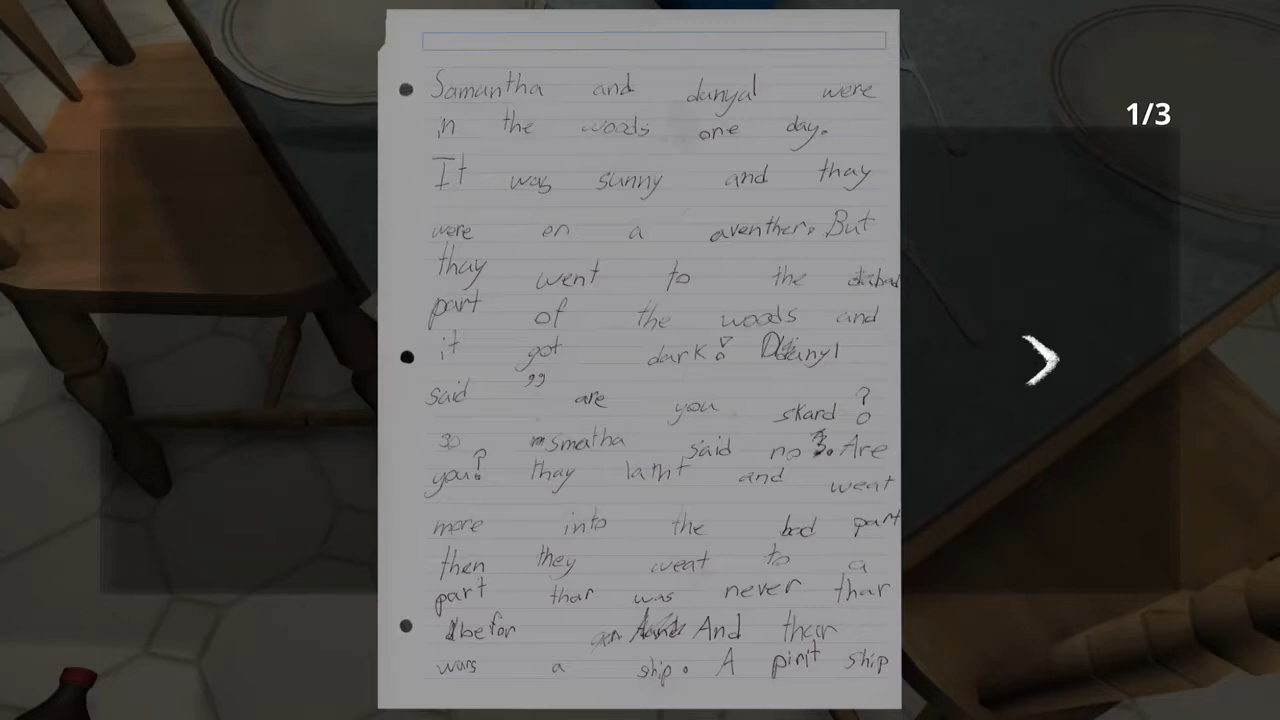 Samantha and danyal were
in the woods one day.
It was sunny and thay
were on a aventher. But
thay went to the bad
part of the woods and
it got dark! Danyl
said " are you skard ?
so smatha said no. Are
you? thay latht and weat
more into the bad part
then they weat to a
part thar was never thar
befor And thear
wars a ship. A pirit ship
1/3